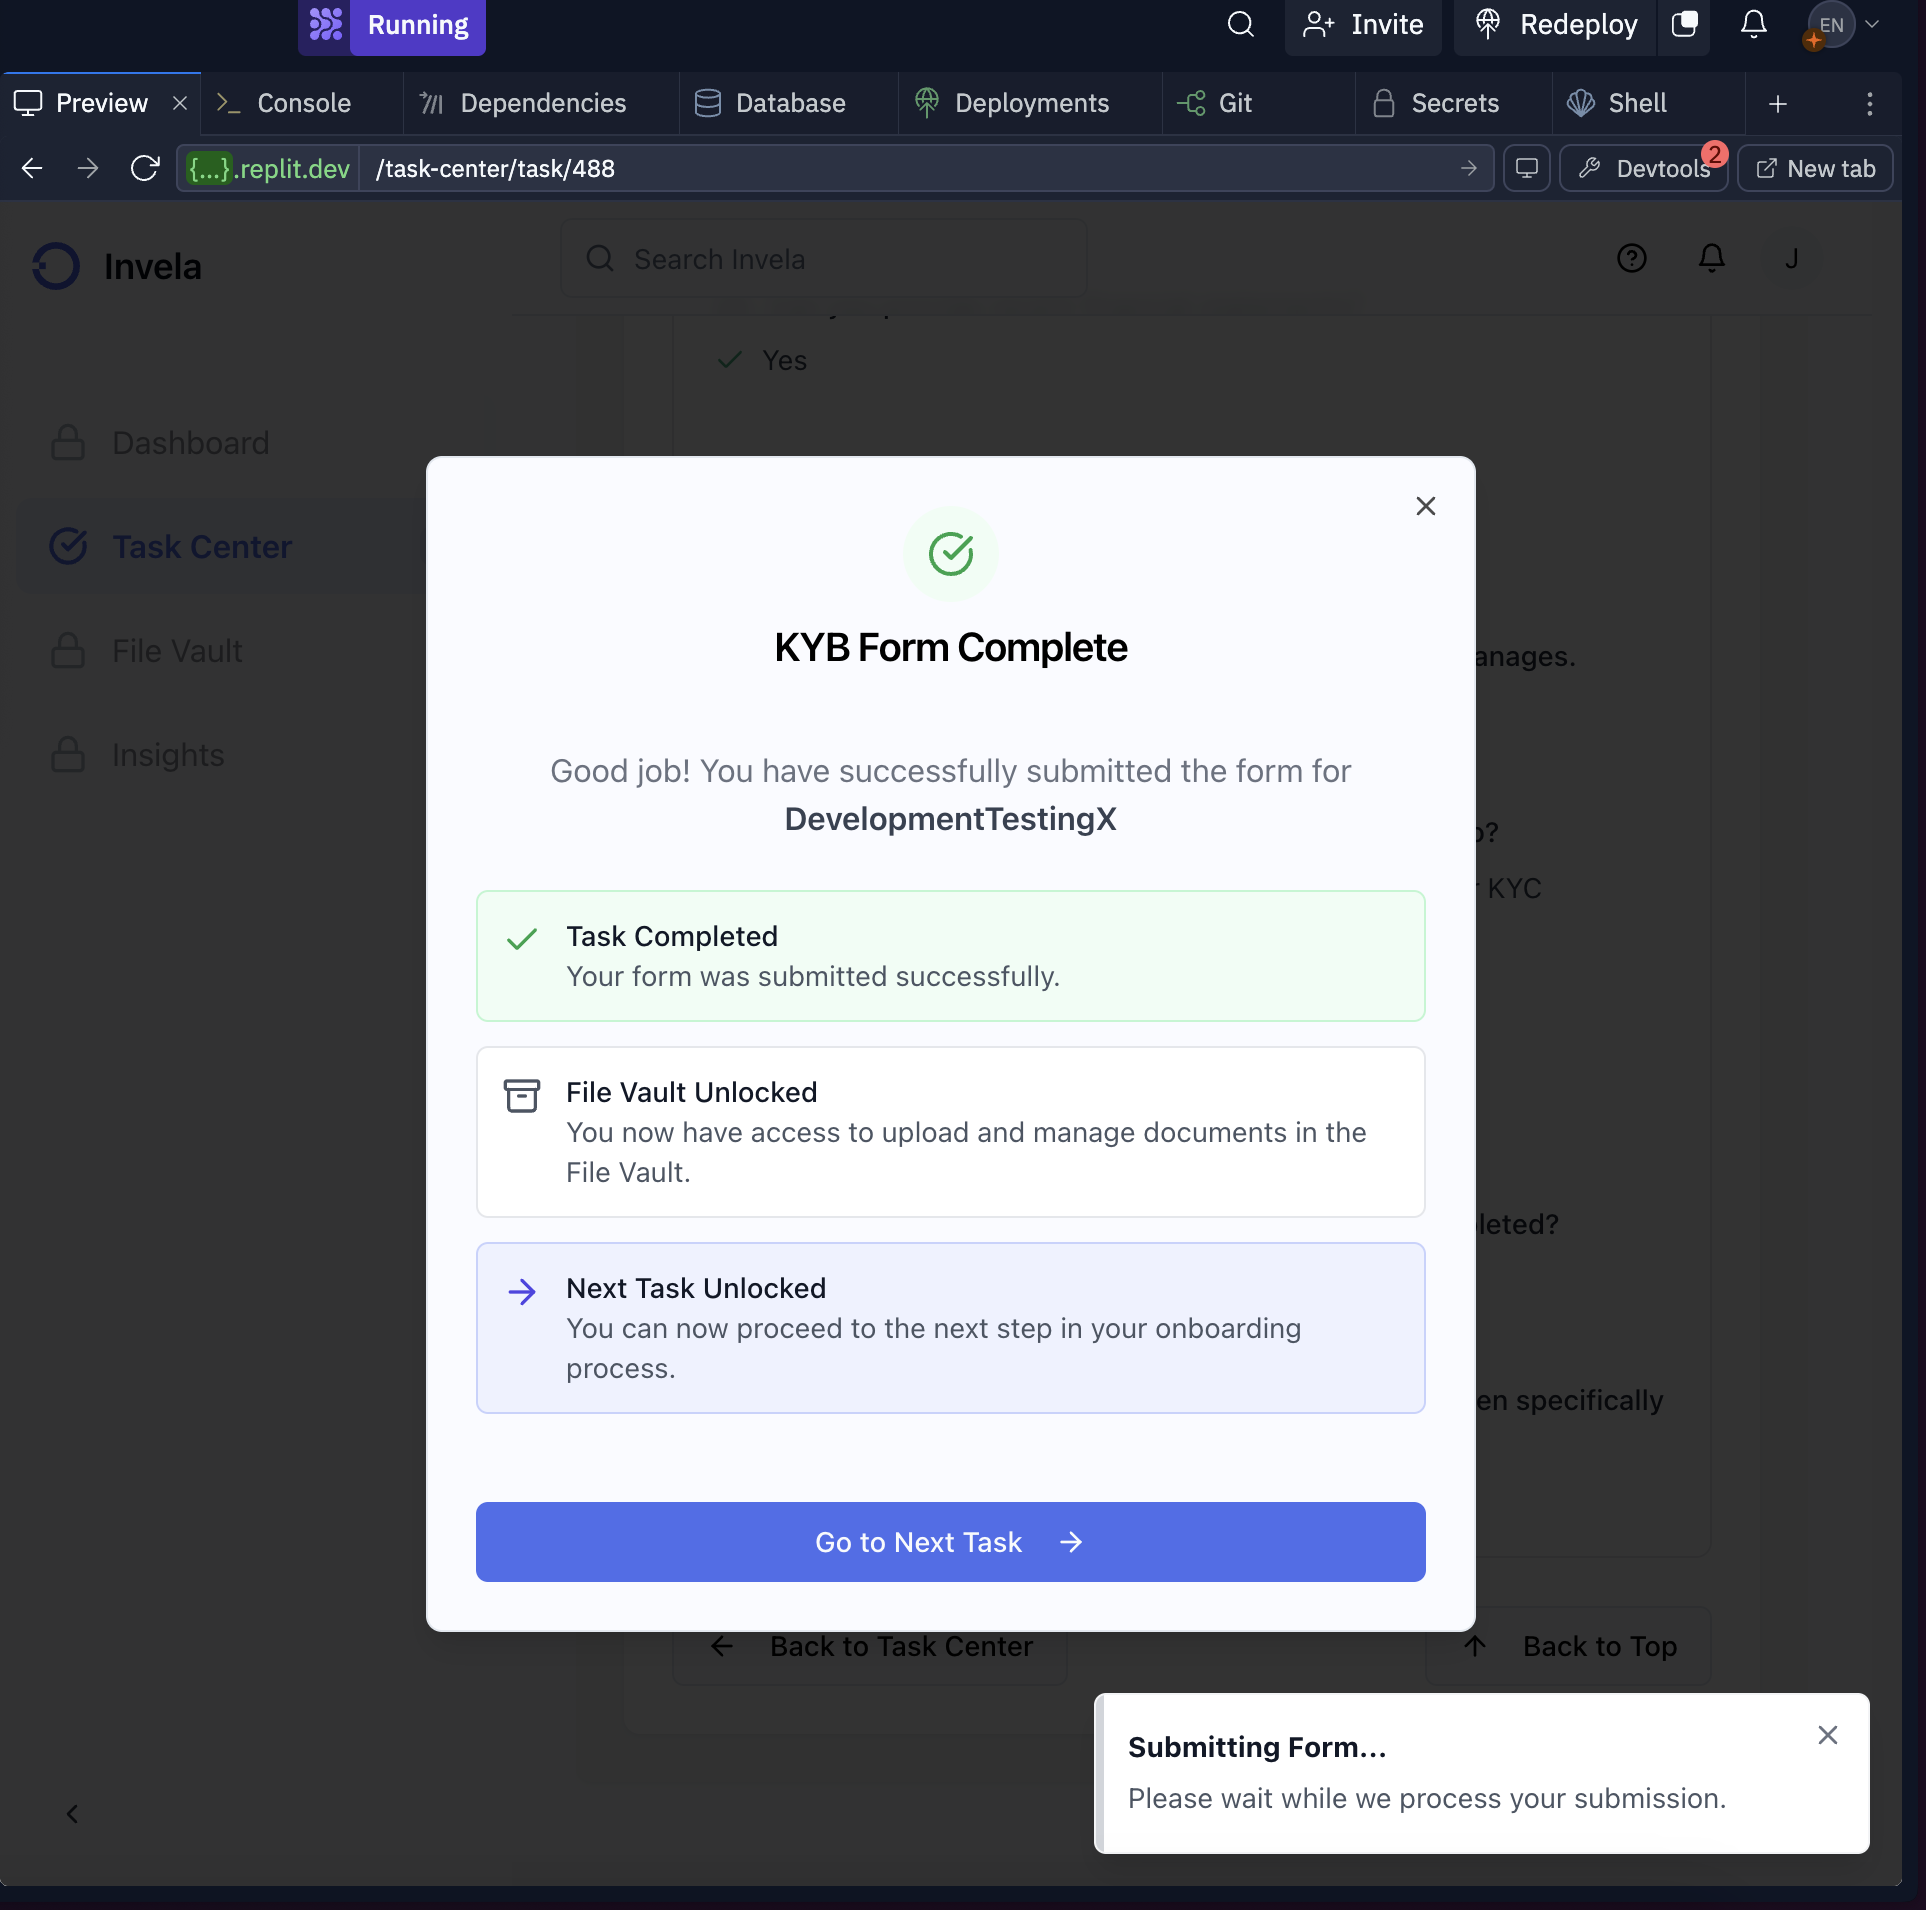 Running
Invite
Redeploy
EN
Preview
Console
Dependencies
Database
Deployments
Git
Secrets
Shell
{...}.replit.dev
/task-center/task/488
Devtools
2
New tab
Invela
Search Invela
J
Yes
Dashboard
Task Center
File Vault
Insights
KYB Form Complete
anages.
Good job! You have successfully submitted the form for
DevelopmentTestingX
o?
KYC
Task Completed
Your form was submitted successfully.
File Vault Unlocked
You now have access to upload and manage documents in the
File Vault.
leted?
Next Task Unlocked
You can now proceed to the next step in your onboarding
process.
en specifically
Go to Next Task
Back to Task Center
Back to Top
Submitting Form...
Please wait while we process your submission.